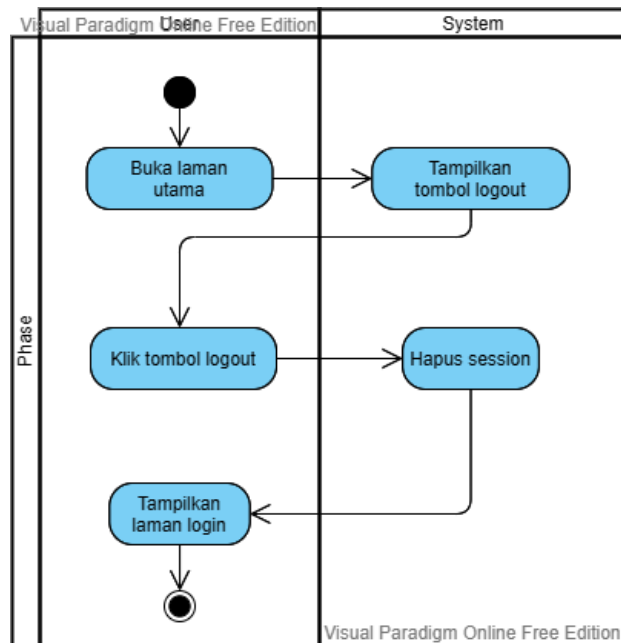 Visual Paradigm Online Free Edition
User
System
Phase
Buka laman
utama
Tampilkan
tombol logout
Klik tombol logout
Hapus session
Tampilkan
laman login
Visual Paradigm Online Free Edition